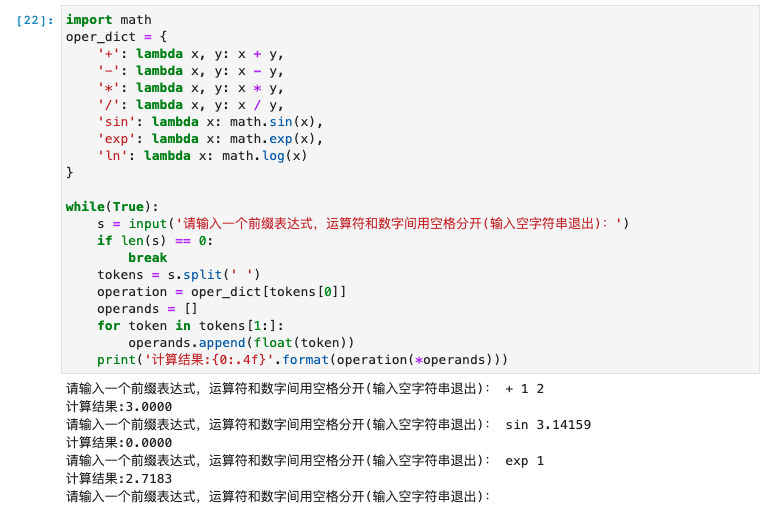 [22]: import math
oper_dict = {
    '+': lambda x, y: x + y,
    '-': lambda x, y: x - y,
    '*': lambda x, y: x * y,
    '/': lambda x, y: x / y,
    'sin': lambda x: math.sin(x),
    'exp': lambda x: math.exp(x),
    'ln': lambda x: math.log(x)
}
while(True):
    s = input('请输入一个前缀表达式，运算符和数字间用空格分开(输入空字符串退出)：')
    if len(s) == 0:
        break
    tokens = s.split(' ')
    operation = oper_dict[tokens[0]]
    operands = []
    for token in tokens[1:]:
        operands.append(float(token))
    print('计算结果:{0:.4f}'.format(operation(*operands)))
请输入一个前缀表达式，运算符和数字间用空格分开(输入空字符串退出)： + 1 2
计算结果:3.0000
请输入一个前缀表达式，运算符和数字间用空格分开(输入空字符串退出)： sin 3.14159
计算结果:0.0000
请输入一个前缀表达式，运算符和数字间用空格分开(输入空字符串退出)： exp 1
计算结果:2.7183
请输入一个前缀表达式，运算符和数字间用空格分开(输入空字符串退出)：